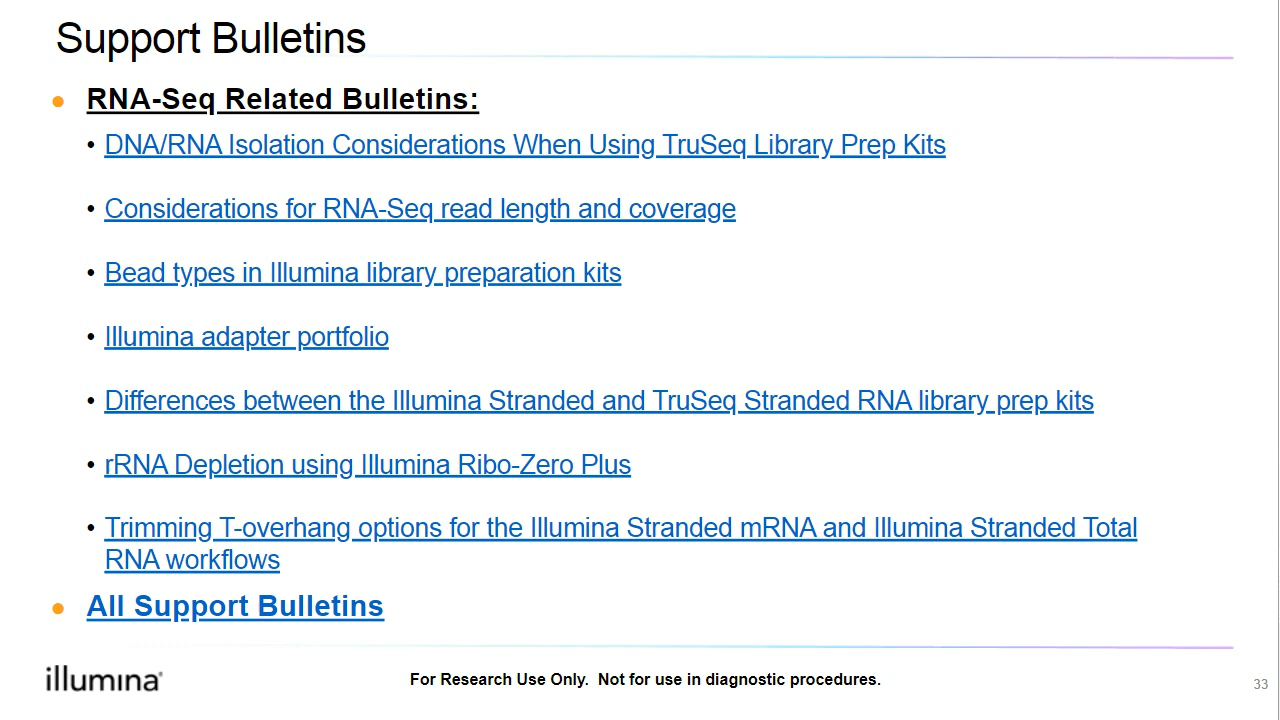 Support Bulletins
● RNA-Seq Related Bulletins:
• DNA/RNA Isolation Considerations When Using TruSeq Library Prep Kits
• Considerations for RNA-Seq read length and coverage
• Bead types in Illumina library preparation kits
• Illumina adapter portfolio
• Differences between the Illumina Stranded and TruSeq Stranded RNA library prep kits
• rRNA Depletion using Illumina Ribo-Zero Plus
• Trimming T-overhang options for the Illumina Stranded mRNA and Illumina Stranded Total
RNA workflows
● All Support Bulletins
illumina®
For Research Use Only. Not for use in diagnostic procedures.
33